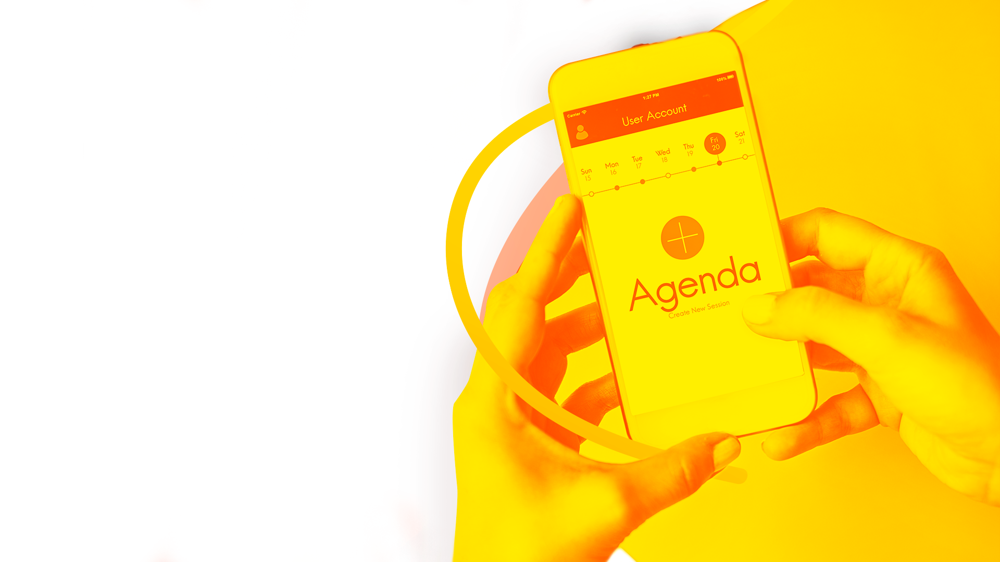 Carrier 1:27 PM 100%
User Account
Sun Mon Tue Wed Thu Fri Sat
15 16 17 18 19 20 21
Agenda
Create New Session